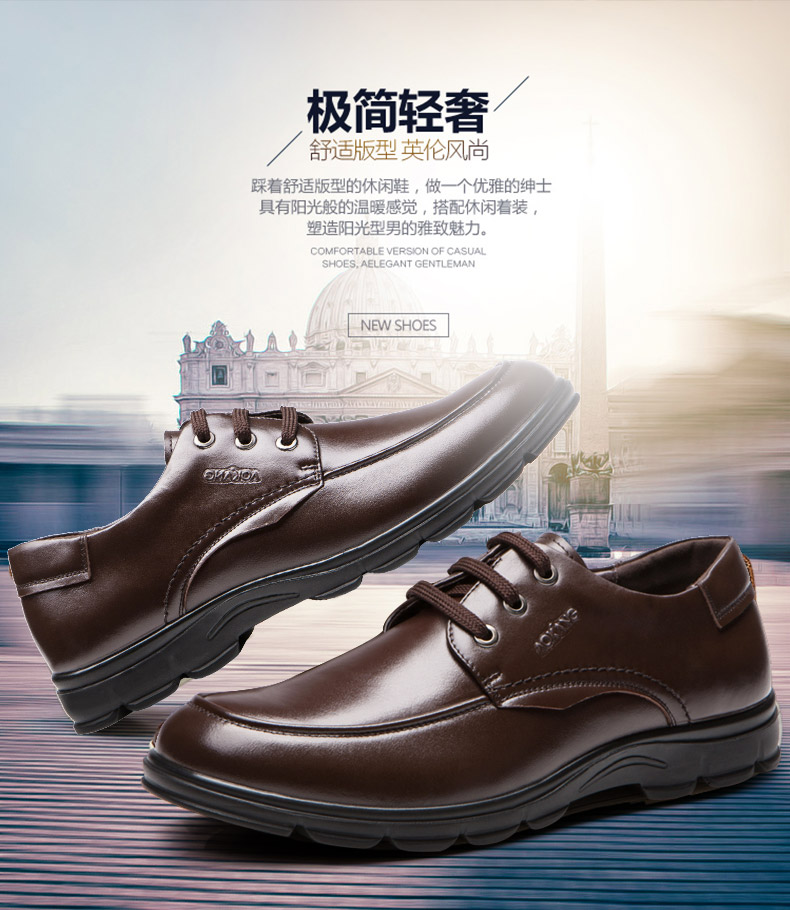 极简轻奢
舒适版型 英伦风尚
踩着舒适版型的休闲鞋，做一个优雅的绅士
具有阳光般的温暖感觉，搭配休闲着装，
塑造阳光型男的雅致魅力。
COMFORTABLE VERSION OF CASUAL
SHOES, AELEGANT GENTLEMAN
NEW SHOES